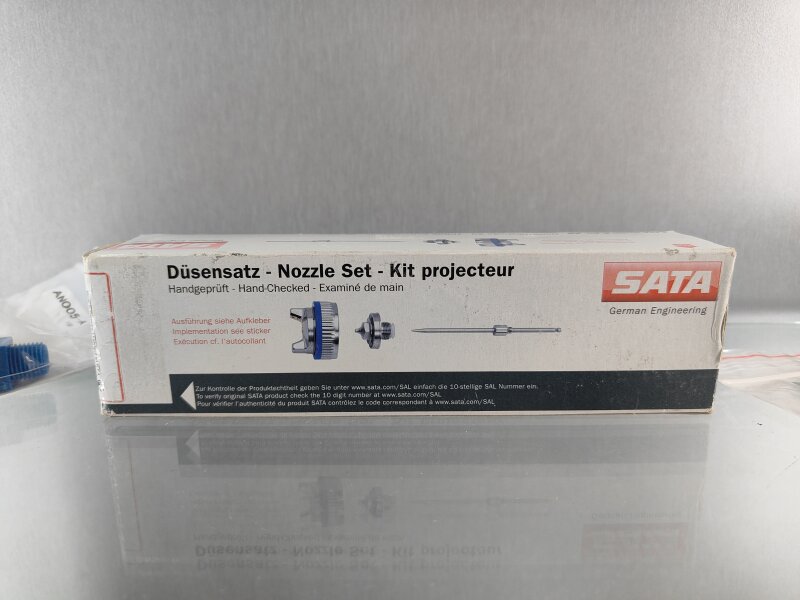 Düsensatz - Nozzle Set - Kit projecteur
Handgeprüft - Hand-Checked - Examiné de main
SATA
German Engineering
Ausführung siehe Aufkleber
Implementation see sticker
Exécution cf. l'autocollant
Zur Kontrolle der Produktechtheit geben Sie unter www.sata.com/SAL einfach die 10-stellige SAL Nummer ein.
To verify original SATA product check the 10 digit number at www.sata.com/SAL
Pour vérifier l'authenticité du produit SATA contrôlez le code correspondant à www.sata.com/SAL